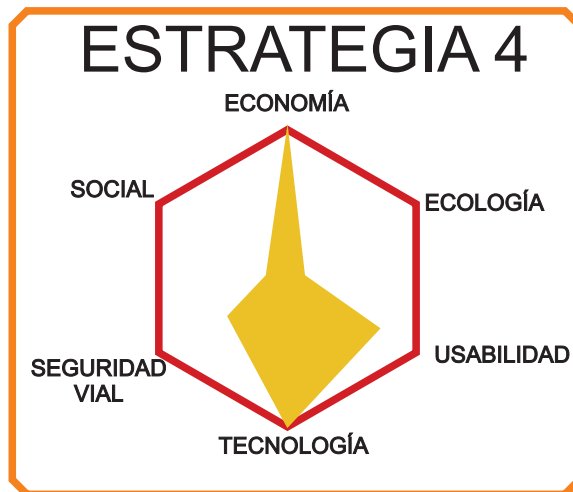 ESTRATEGIA 4
ECONOMÍA
SOCIAL
ECOLOGÍA
USABILIDAD
SEGURIDAD
VIAL
TECNOLOGÍA